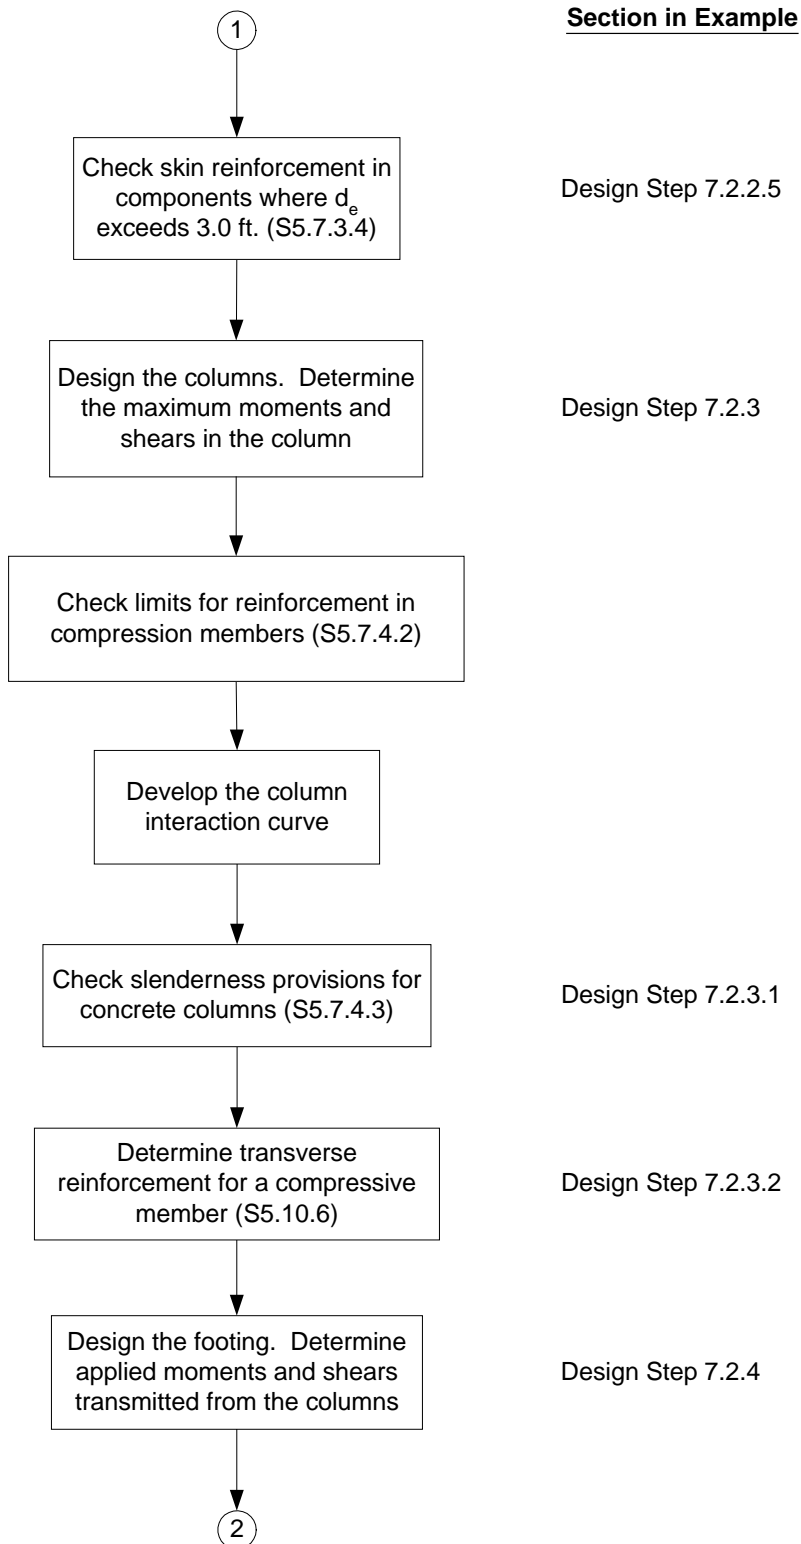 Section in Example
1
Check skin reinforcement in
components where de
exceeds 3.0 ft. (S5.7.3.4)
Design Step 7.2.2.5
Design the columns.  Determine
the maximum moments and
shears in the column
Design Step 7.2.3
Check limits for reinforcement in
compression members (S5.7.4.2)
Develop the column
interaction curve
Check slenderness provisions for
concrete columns (S5.7.4.3)
Design Step 7.2.3.1
Determine transverse
reinforcement for a compressive
member (S5.10.6)
Design Step 7.2.3.2
Design the footing.  Determine
applied moments and shears
transmitted from the columns
Design Step 7.2.4
2